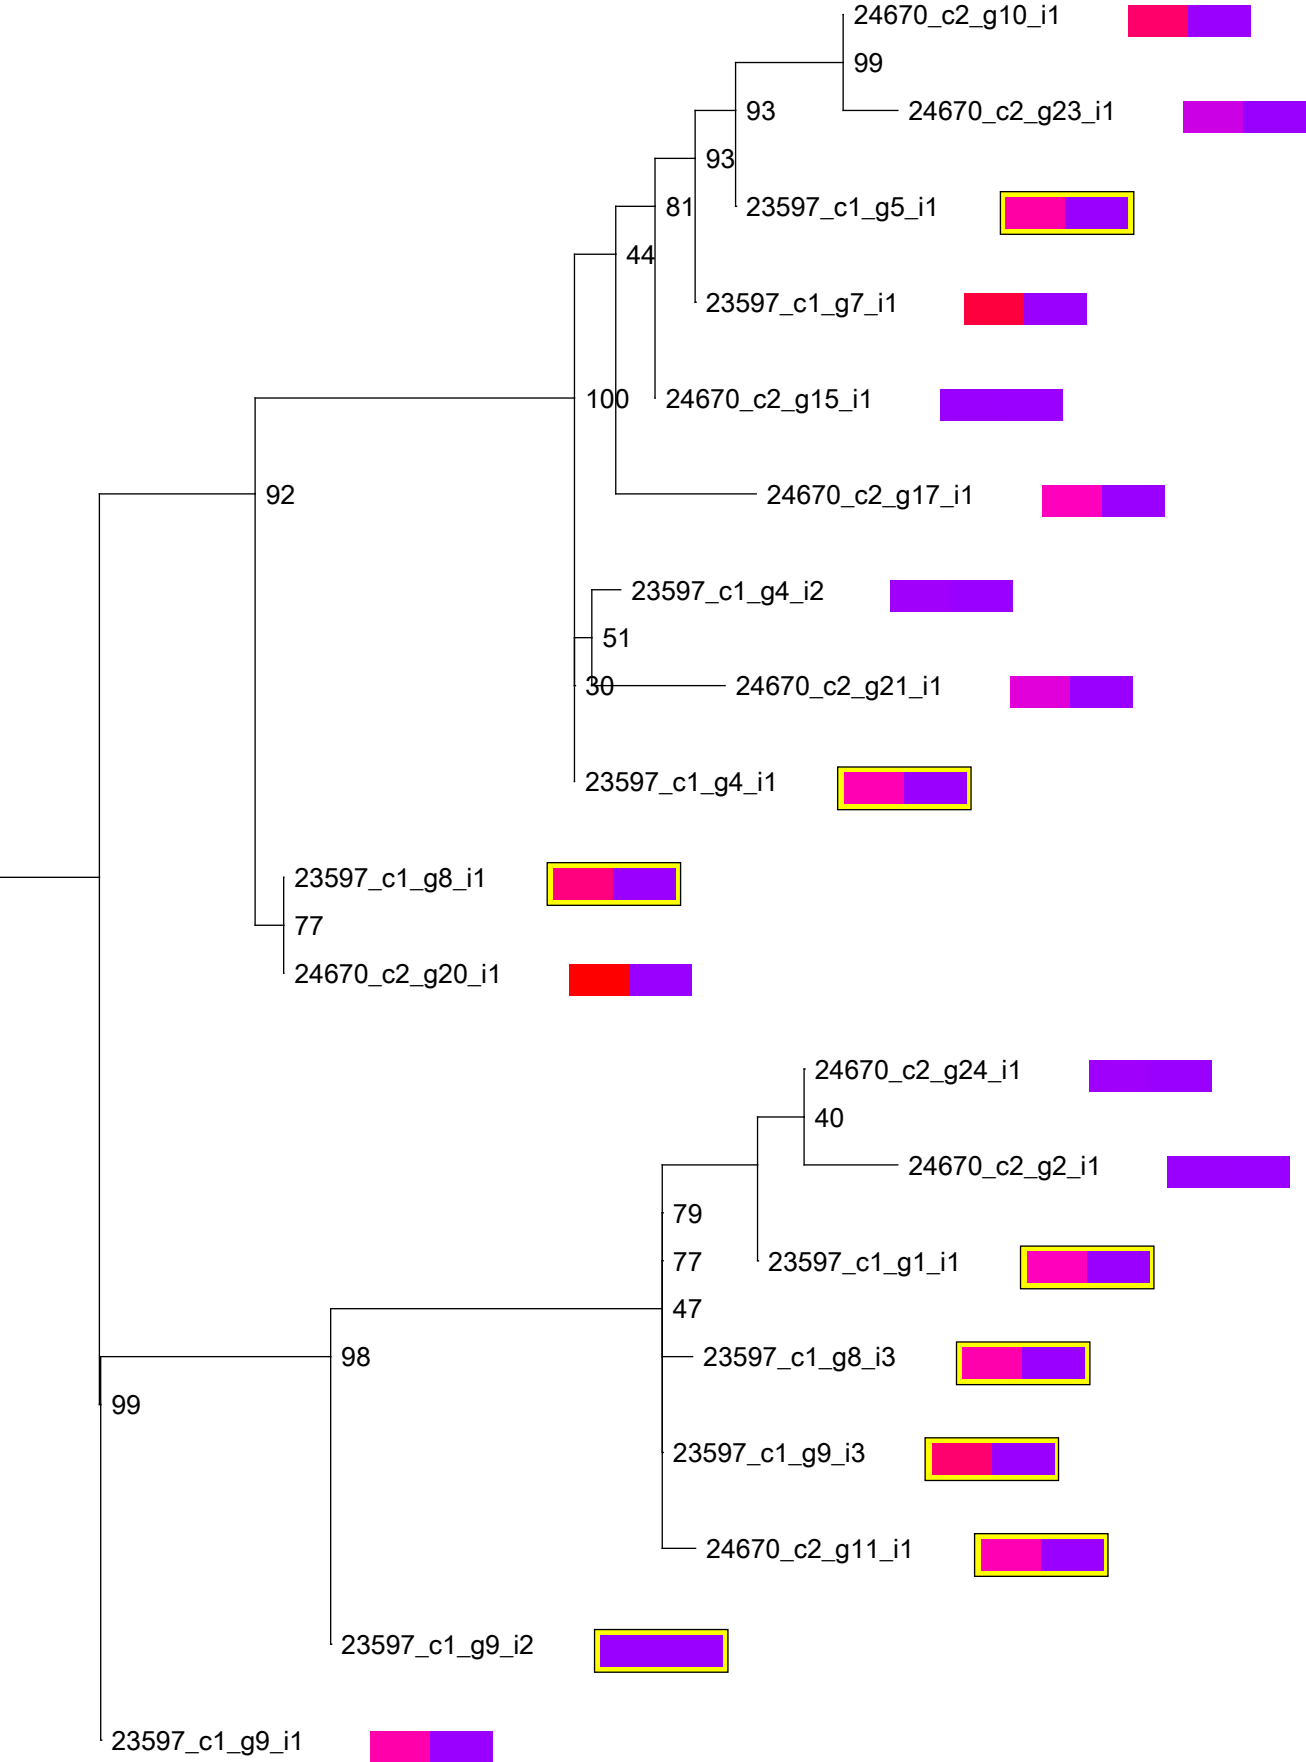 24670_c2_g10_i1
99
24670_c2_g23_i1
93
93
23597_c1_g5_i1
81
44
23597_c1_g7_i1
100
24670_c2_g15_i1
92
24670_c2_g17_i1
23597_c1_g4_i2
51
30
24670_c2_g21_i1
23597_c1_g4_i1
23597_c1_g8_i1
77
24670_c2_g20_i1
24670_c2_g24_i1
40
24670_c2_g2_i1
79
77
23597_c1_g1_i1
47
98
23597_c1_g8_i3
99
23597_c1_g9_i3
24670_c2_g11_i1
23597_c1_g9_i2
23597_c1_g9_i1